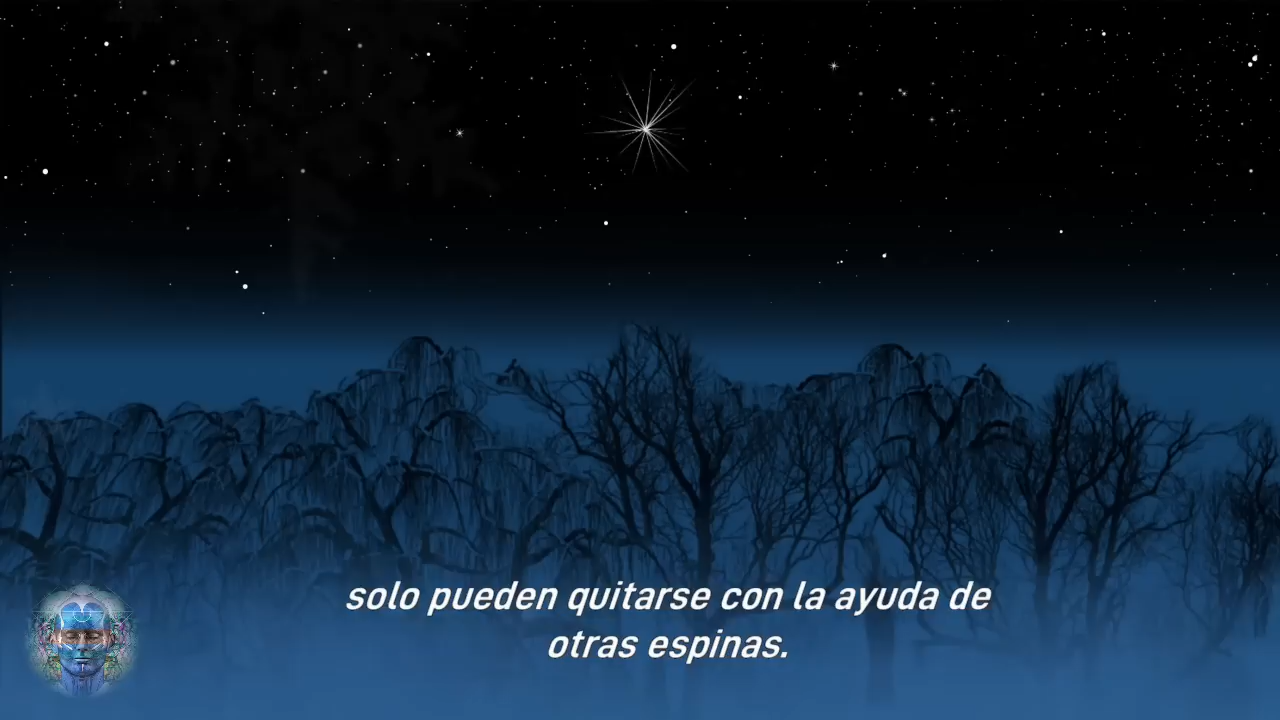 solo pueden quitarse con la ayuda de
otras espinas.